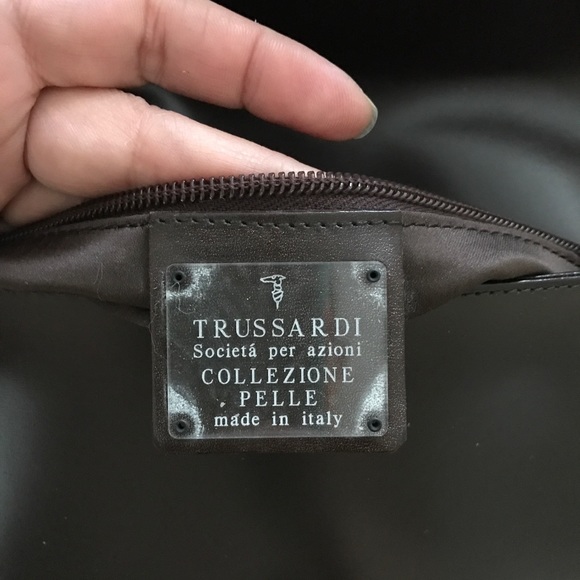 TRUSSARDI
Societá per azioni
COLLEZIONE
PELLE
made in italy